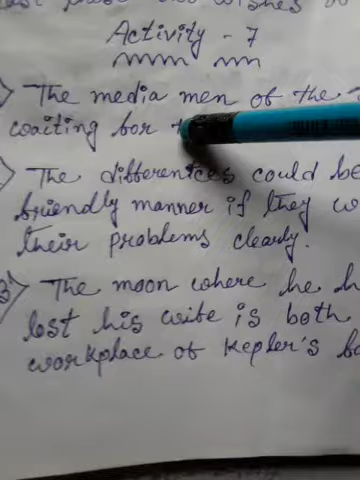 Activity - 7
The media men of the
waiting for
The differences could be
friendly manner if they
their problems clearly.
3) The moon where he
lost his wife is both
workplace of Kepler's